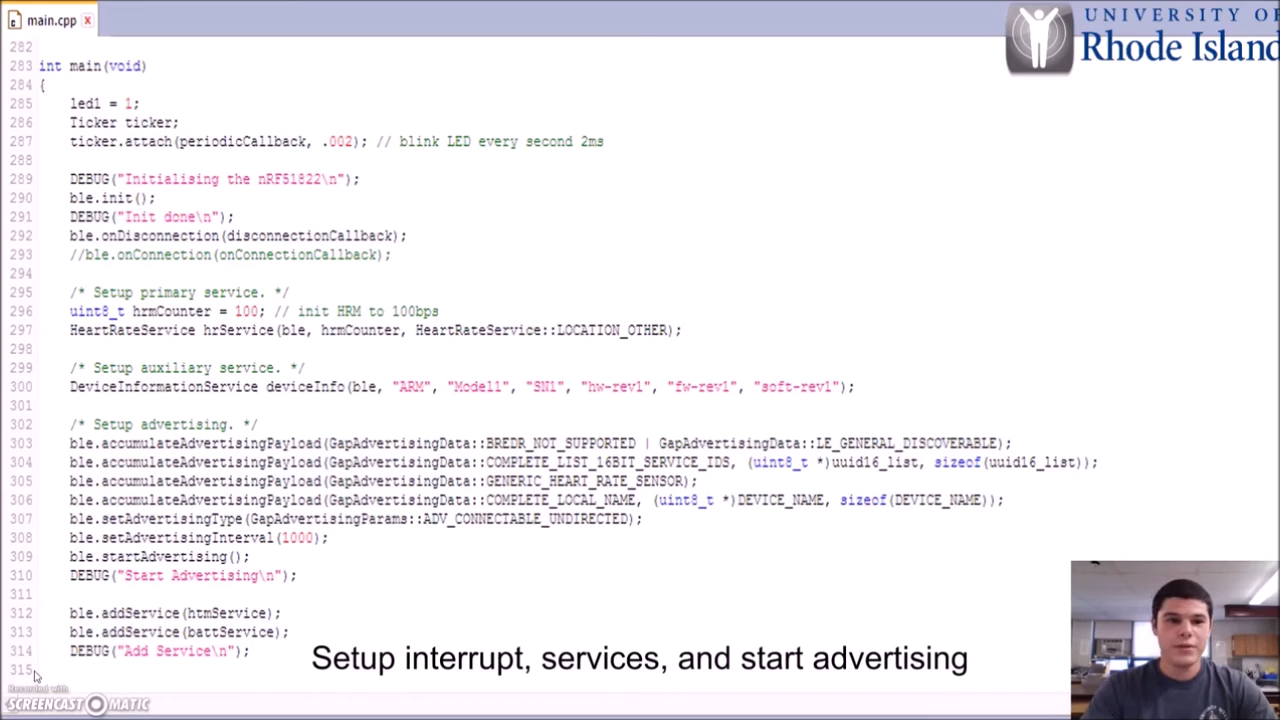 main.cpp x
UNIVERSITY OF
Rhode Island
282
283 int main(void)
284 {
285 led1 = 1;
286 Ticker ticker;
287 ticker.attach(periodicCallback, .002); // blink LED every second 2ms
288
289 DEBUG("Initialising the nRF51822\n");
290 ble.init();
291 DEBUG("Init done\n");
292 ble.onDisconnection(disconnectionCallback);
293 //ble.onConnection(onConnectionCallback);
294
295 /* Setup primary service. */
296 uint8_t hrmCounter = 100; // init HRM to 100bps
297 HeartRateService hrService(ble, hrmCounter, HeartRateService::LOCATION_OTHER);
298
299 /* Setup auxiliary service. */
300 DeviceInformationService deviceInfo(ble, "ARM", "Model1", "SN1", "hw-rev1", "fw-rev1", "soft-rev1");
301
302 /* Setup advertising. */
303 ble.accumulateAdvertisingPayload(GapAdvertisingData::BREDR_NOT_SUPPORTED | GapAdvertisingData::LE_GENERAL_DISCOVERABLE);
304 ble.accumulateAdvertisingPayload(GapAdvertisingData::COMPLETE_LIST_16BIT_SERVICE_IDS, (uint8_t *)uuid16_list, sizeof(uuid16_list));
305 ble.accumulateAdvertisingPayload(GapAdvertisingData::GENERIC_HEART_RATE_SENSOR);
306 ble.accumulateAdvertisingPayload(GapAdvertisingData::COMPLETE_LOCAL_NAME, (uint8_t *)DEVICE_NAME, sizeof(DEVICE_NAME));
307 ble.setAdvertisingType(GapAdvertisingParams::ADV_CONNECTABLE_UNDIRECTED);
308 ble.setAdvertisingInterval(1000);
309 ble.startAdvertising();
310 DEBUG("Start Advertising\n");
311
312 ble.addService(htmService);
313 ble.addService(battService);
314 DEBUG("Add Service\n");
315
Setup interrupt, services, and start advertising
Recorded with
SCREENCAST MATIC